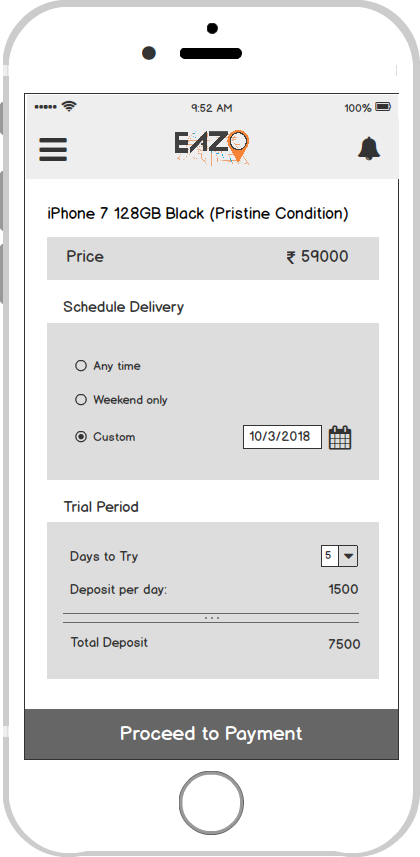 9:52 AM
100%
EAZO
iPhone 7 128GB Black (Pristine Condition)
Price ₹ 59000
Schedule Delivery
Any time
Weekend only
Custom 10/3/2018
Trial Period
Days to Try 5
Deposit per day: 1500
Total Deposit 7500
Proceed to Payment